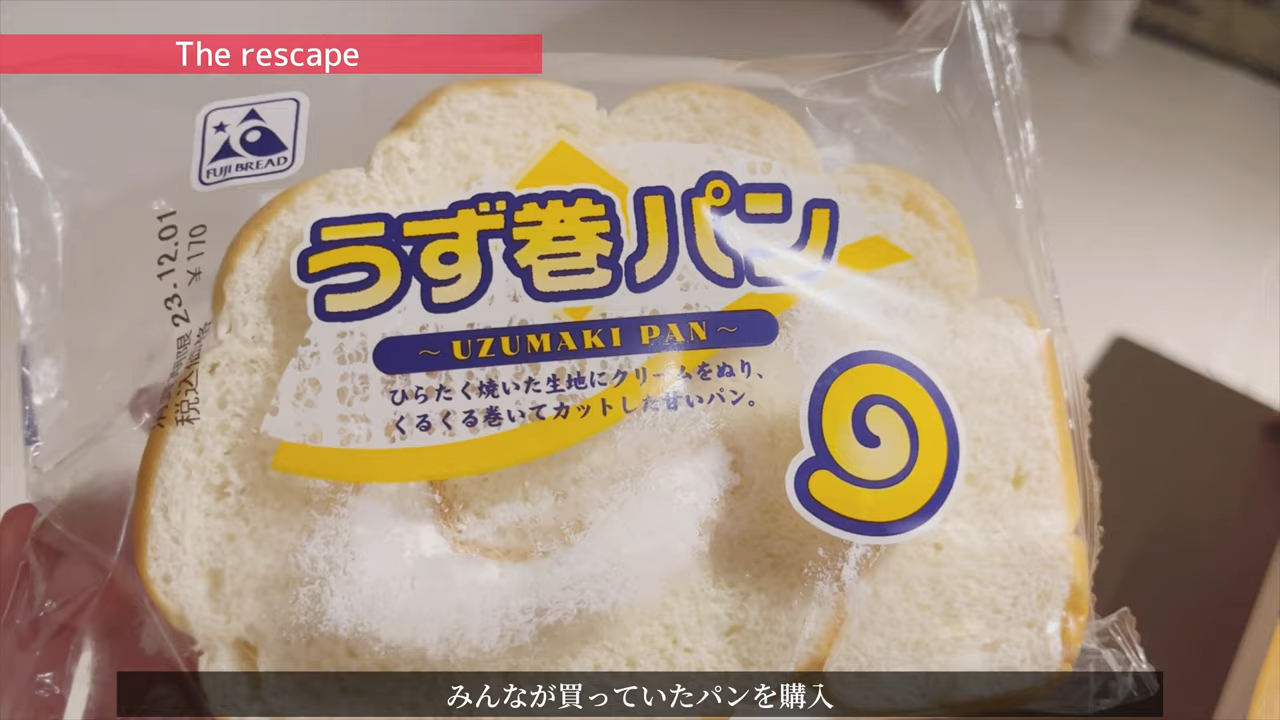 The rescape
FUJI BREAD
うず巻パン
~UZUMAKI PAN~
ひらたく焼いた生地にクリームをぬり、
くるくる巻いてカットした甘いパン。
23.12.01
税込価格 ¥170
みんなが買っていたパンを購入